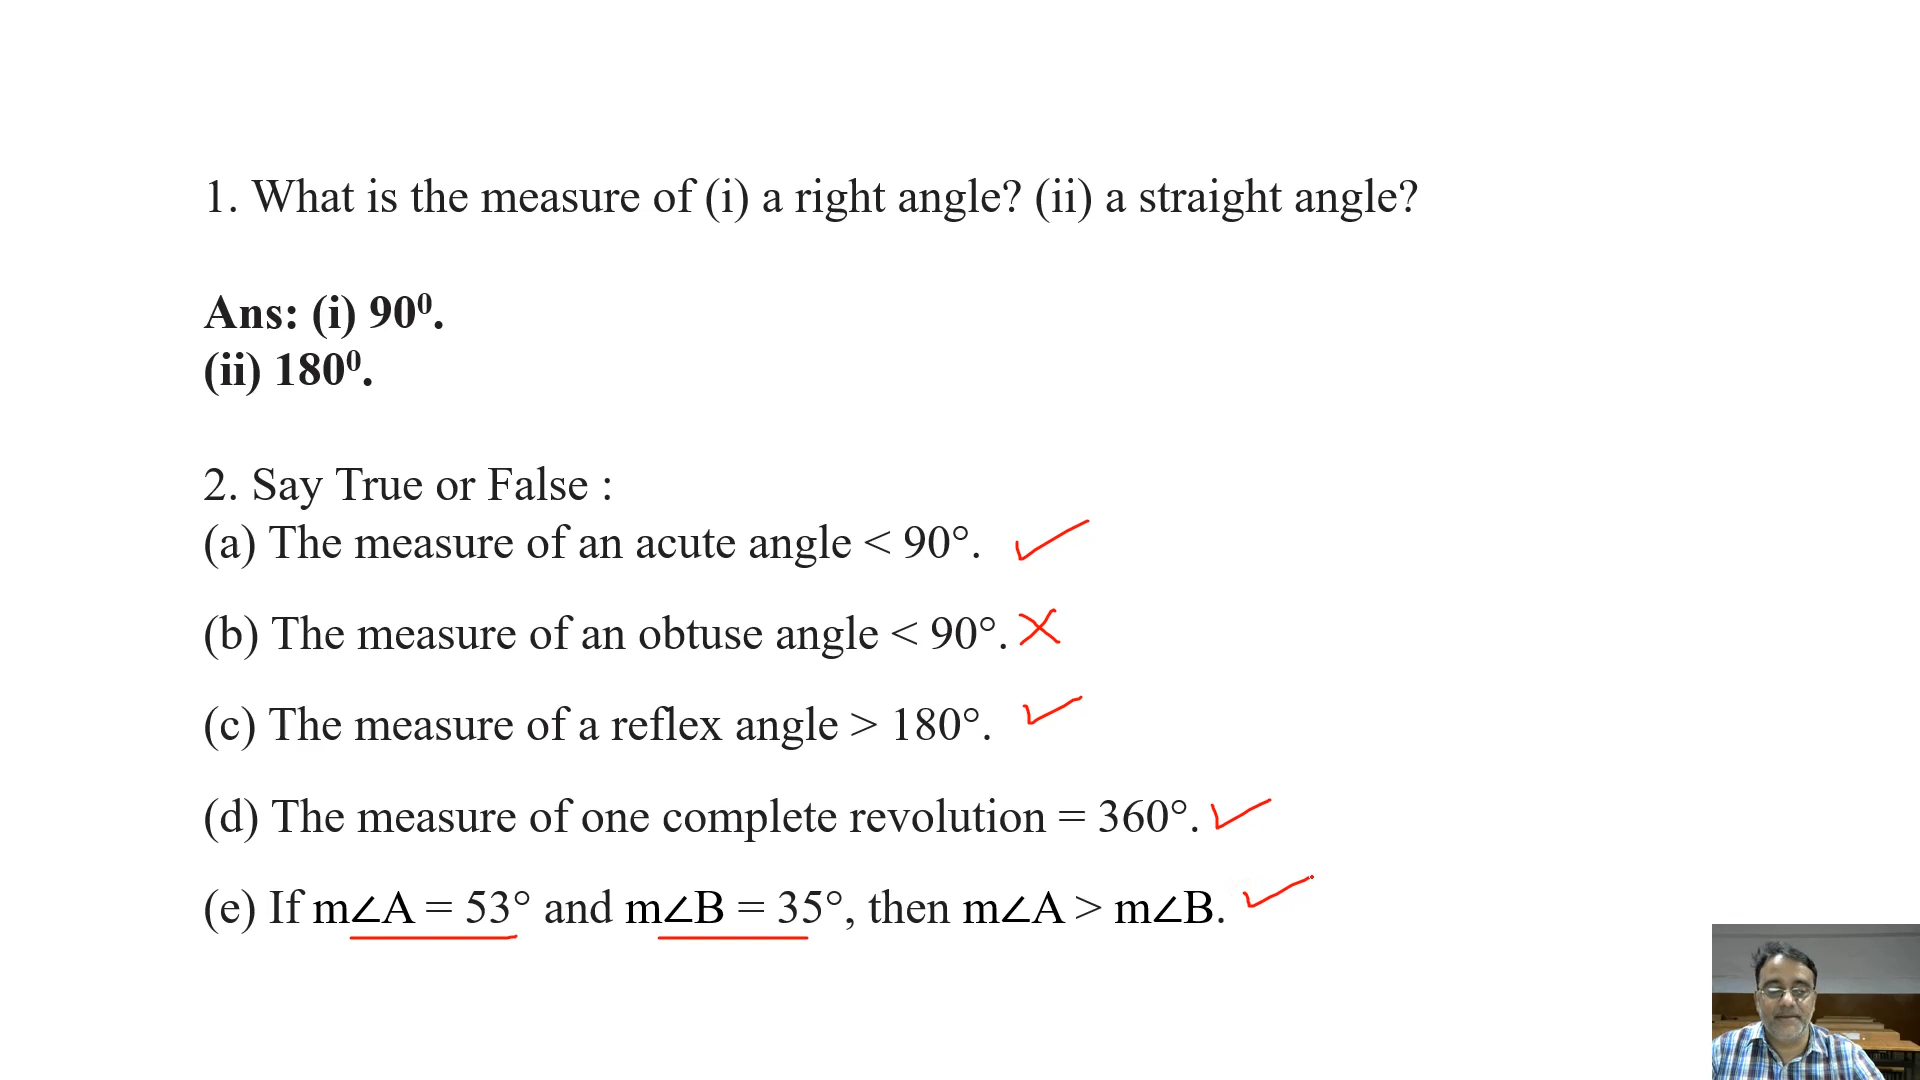 1. What is the measure of (i) a right angle? (ii) a straight angle?
Ans: (i) 90⁰.
(ii) 180⁰.
2. Say True or False :
(a) The measure of an acute angle < 90°.
(b) The measure of an obtuse angle < 90°.
(c) The measure of a reflex angle > 180°.
(d) The measure of one complete revolution = 360°.
(e) If m∠A = 53° and m∠B = 35°, then m∠A > m∠B.